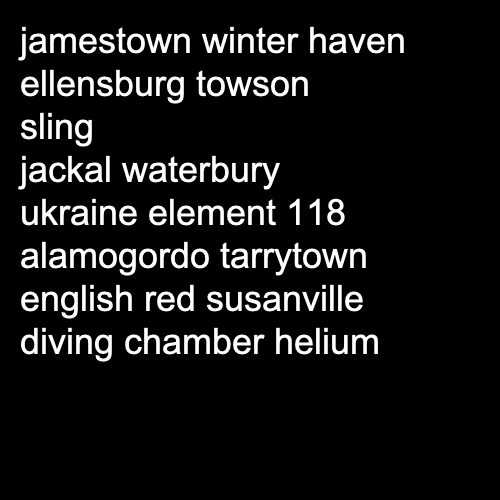 jamestown winter haven
ellensburg towson
sling
jackal waterbury
ukraine element 118
alamogordo tarrytown
english red susanville
diving chamber helium